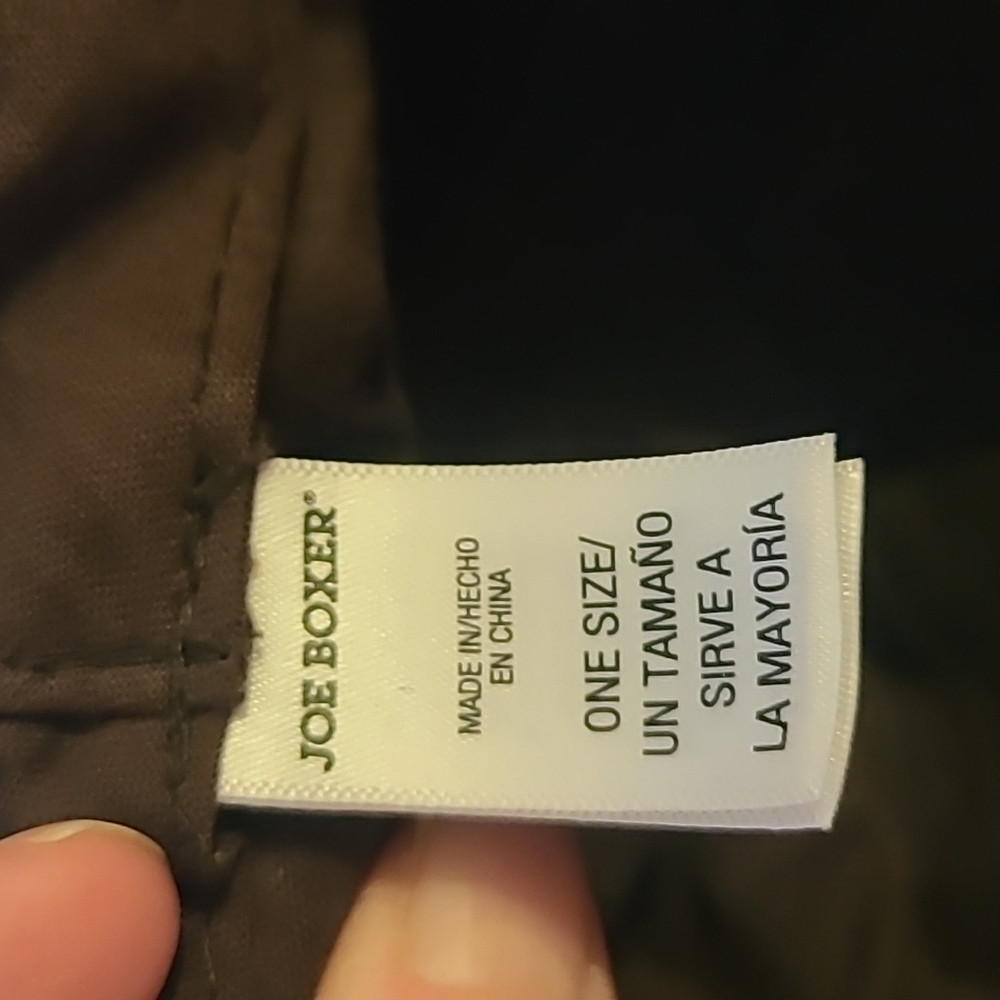 JOE BOXER®
MADE IN/HECHO
EN CHINA
ONE SIZE/
UN TAMAÑO
SIRVE A
LA MAYORÍA